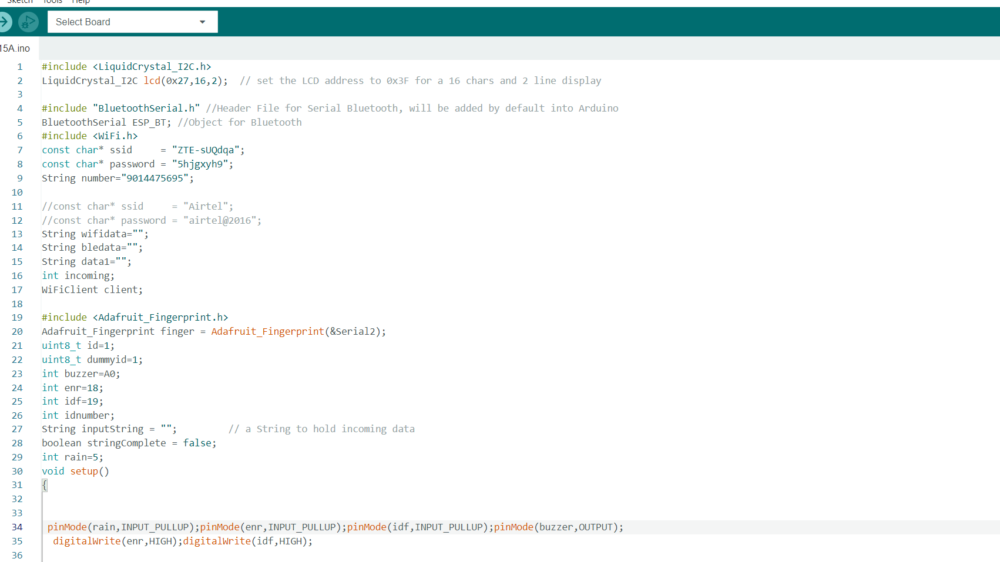 Sketch Tools Help
Select Board
15A.ino
1 #include <LiquidCrystal_I2C.h>
2 LiquidCrystal_I2C lcd(0x27,16,2);  // set the LCD address to 0x3F for a 16 chars and 2 line display
3
4 #include "BluetoothSerial.h" //Header File for Serial Bluetooth, will be added by default into Arduino
5 BluetoothSerial ESP_BT; //Object for Bluetooth
6 #include <WiFi.h>
7 const char* ssid     = "ZTE-sUQdqa";
8 const char* password = "5hjgxyh9";
9 String number="9014475695";
10
11 //const char* ssid     = "Airtel";
12 //const char* password = "airtel@2016";
13 String wifidata="";
14 String bledata="";
15 String data1="";
16 int incoming;
17 WiFiClient client;
18
19 #include <Adafruit_Fingerprint.h>
20 Adafruit_Fingerprint finger = Adafruit_Fingerprint(&Serial2);
21 uint8_t id=1;
22 uint8_t dummyid=1;
23 int buzzer=A0;
24 int enr=18;
25 int idf=19;
26 int idnumber;
27 String inputString = "";         // a String to hold incoming data
28 boolean stringComplete = false;
29 int rain=5;
30 void setup()
31 {
32
33
34  pinMode(rain,INPUT_PULLUP);pinMode(enr,INPUT_PULLUP);pinMode(idf,INPUT_PULLUP);pinMode(buzzer,OUTPUT);
35   digitalWrite(enr,HIGH);digitalWrite(idf,HIGH);
36